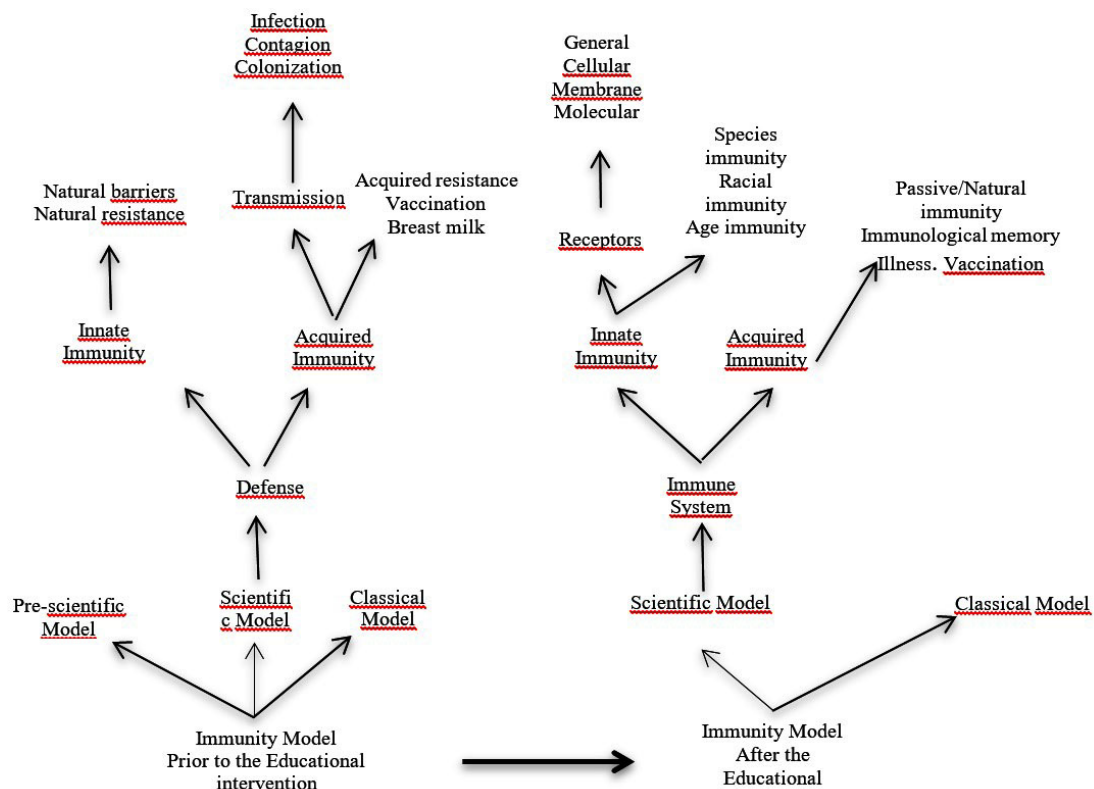 Infection
Contagion
Colonization
General
Cellular
Membrane
Molecular
Natural barriers
Natural resistance
Transmission
Acquired resistance
Vaccination
Breast milk
Receptors
Species
immunity
Racial
immunity
Age immunity
Passive/Natural
immunity
Immunological memory
Illness. Vaccination
Innate
Immunity
Acquired
Immunity
Innate
Immunity
Acquired
Immunity
Defense
Immune
System
Pre-scientific
Model
Scientifi
c Model
Classical
Model
Scientific Model
Classical Model
Immunity Model
Prior to the Educational
intervention
Immunity Model
After the
Educational